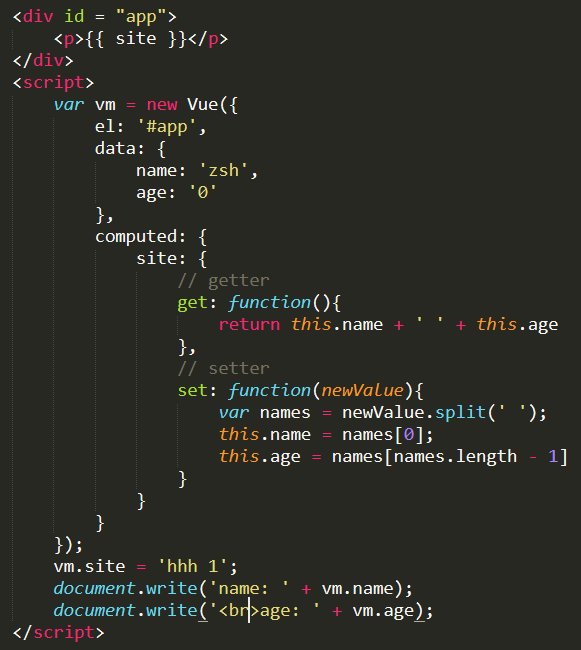 <div id = "app">
    <p>{{ site }}</p>
</div>
<script>
    var vm = new Vue({
        el: '#app',
        data: {
            name: 'zsh',
            age: '0'
        },
        computed: {
            site: {
                // getter
                get: function(){
                    return this.name + ' ' + this.age
                },
                // setter
                set: function(newValue){
                    var names = newValue.split(' ');
                    this.name = names[0];
                    this.age = names[names.length - 1]
                }
            }
        }
    });
    vm.site = 'hhh 1';
    document.write('name: ' + vm.name);
    document.write('<br>age: ' + vm.age);
</script>